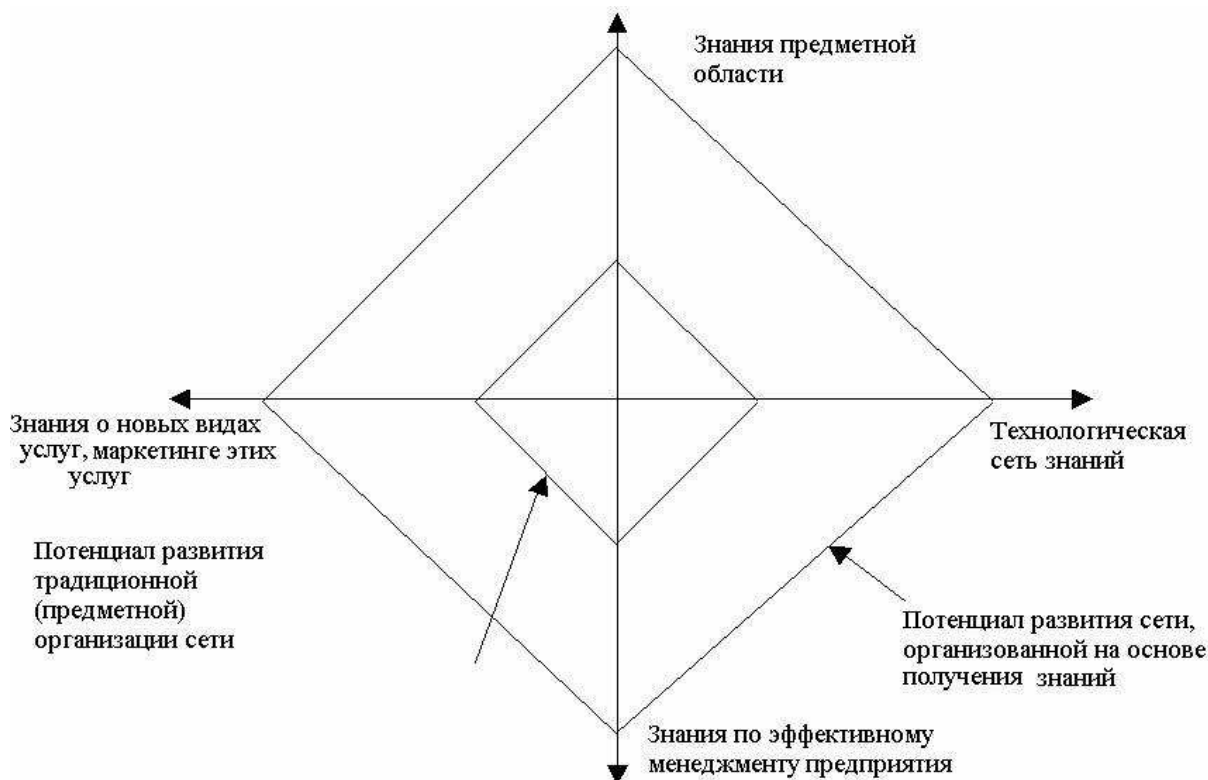 Знания предметной
области
Знания о новых видах
услуг, маркетинге этих
услуг
Технологическая
сеть знаний
Потенциал развития
традиционной
(предметной)
организации сети
Потенциал развития сети,
организованной на основе
получения знаний
Знания по эффективному
менеджменту предприятия